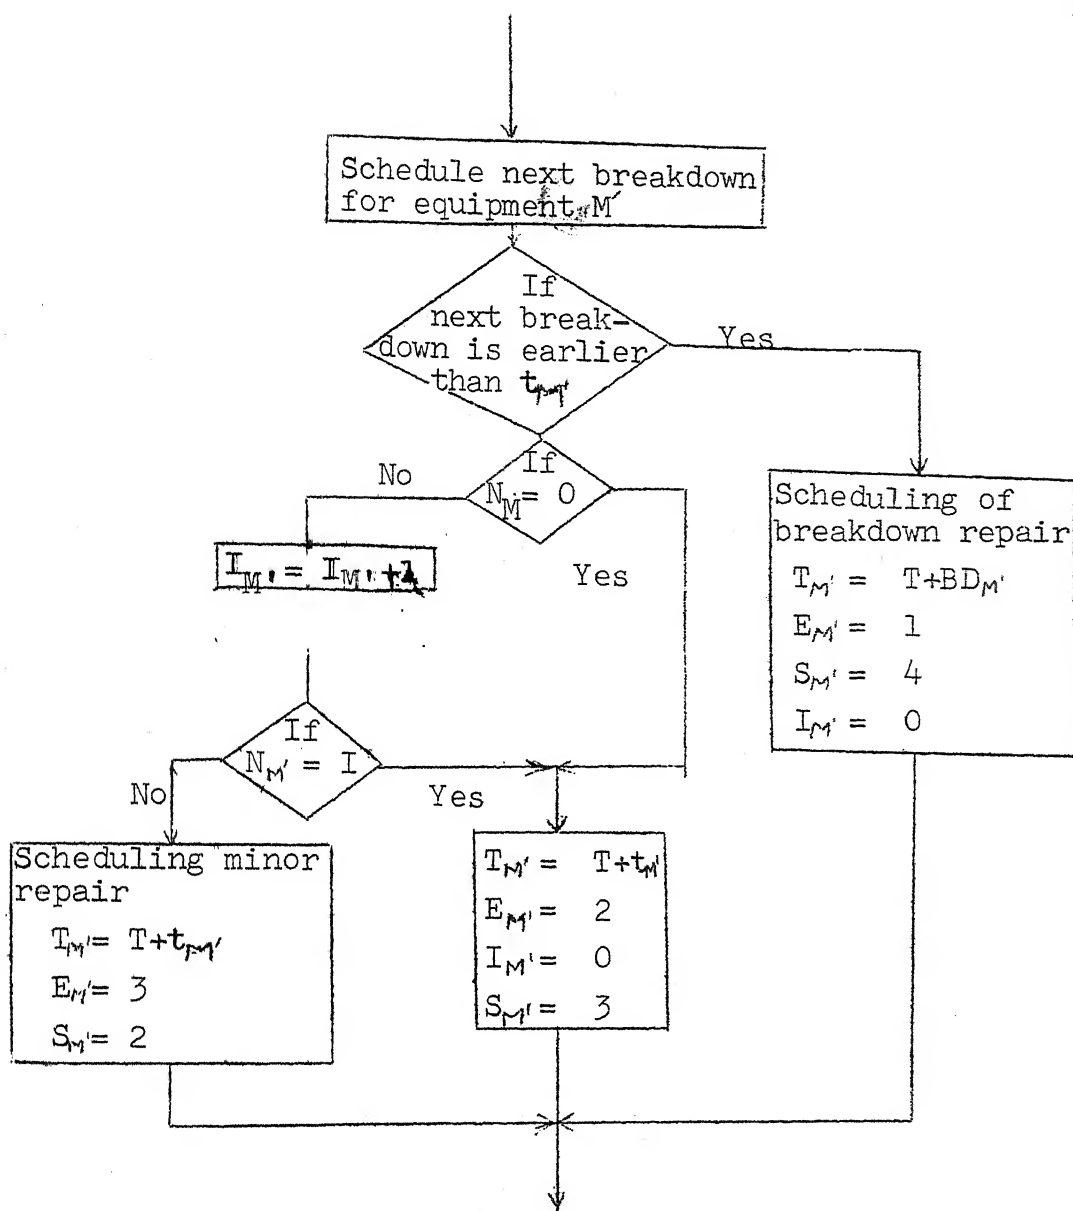 Schedule next breakdown
for equipment M'
If
next break-
down is earlier
than t_M'
Yes
If
N_M = 0
No
Yes
I_M' = I_M' + 1
Scheduling of
breakdown repair
T_M' = T+BD_M'
E_M' = 1
S_M' = 4
I_M' = 0
If
N_M' = I
No
Yes
Scheduling minor
repair
T_M' = T+t_M'
E_M' = 3
S_M' = 2
T_M' = T+t_M'
E_M' = 2
I_M' = 0
S_M' = 3